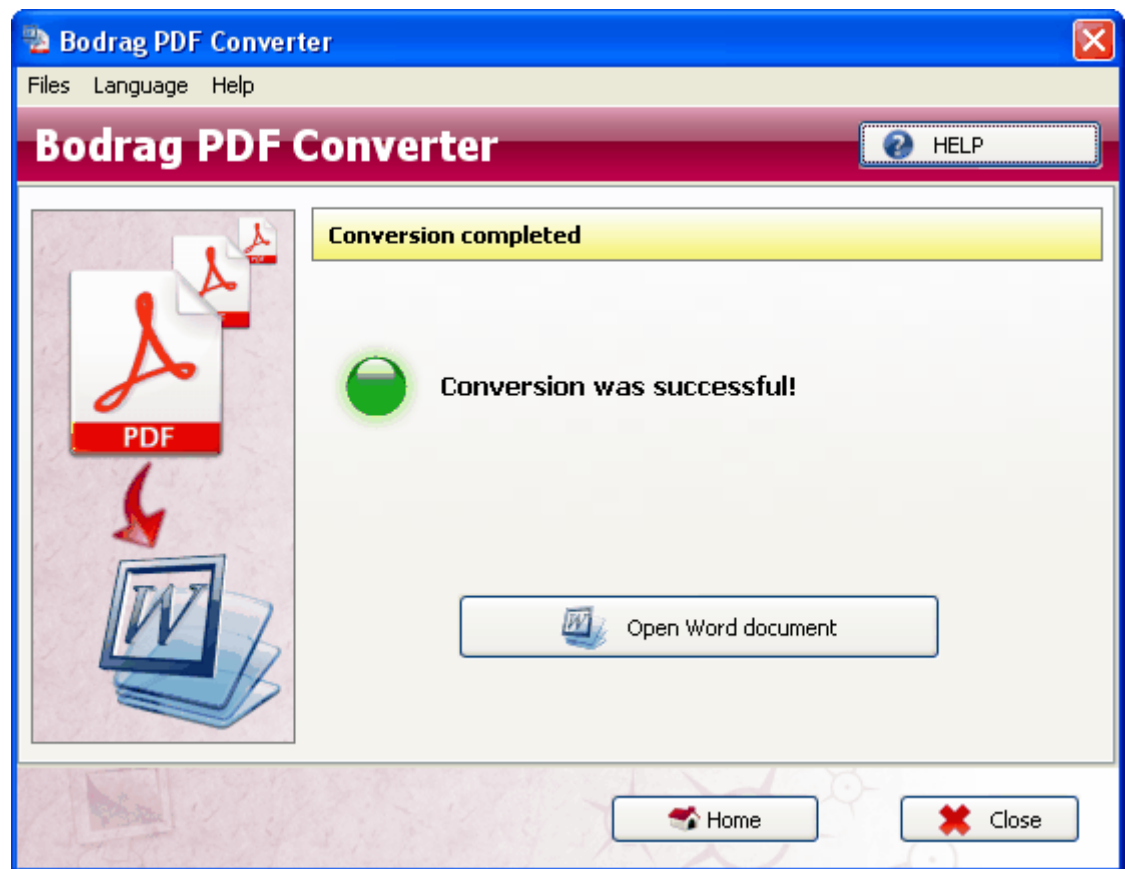 Bodrag PDF Converter
Files Language Help
Bodrag PDF Converter
HELP
Conversion completed
PDF
Conversion was successful!
W
Open Word document
Home
Close